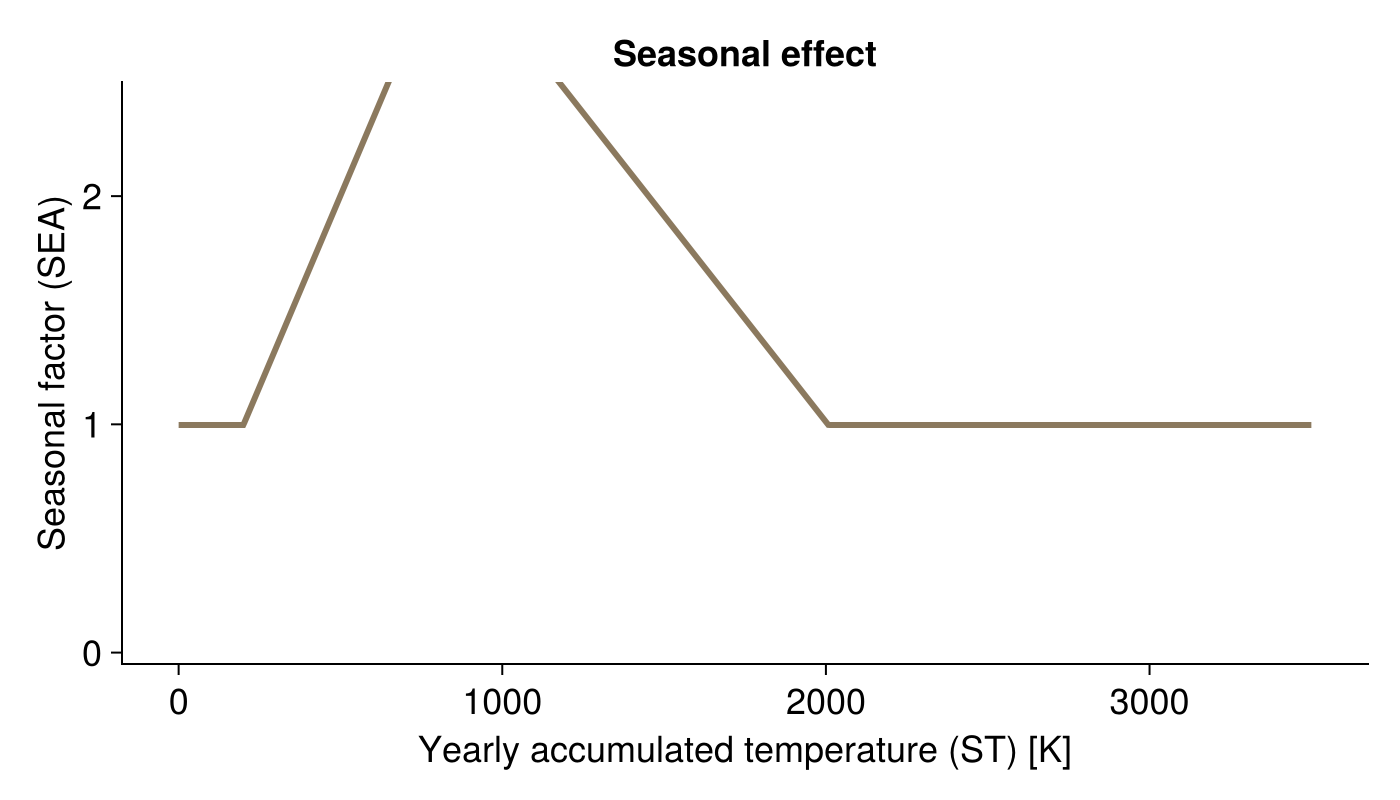 Seasonal effect
Seasonal factor (SEA)
2
1
0
0 1000 2000 3000
Yearly accumulated temperature (ST) [K]